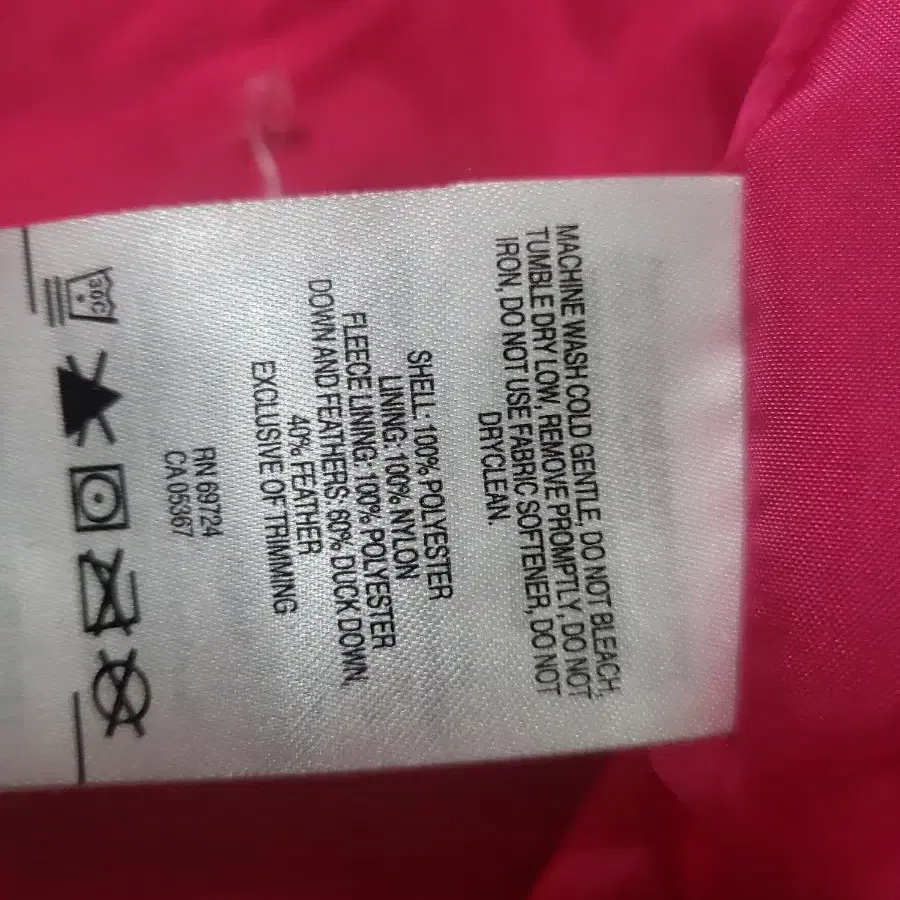 MACHINE WASH COLD GENTLE, DO NOT BLEACH,
TUMBLE DRY LOW, REMOVE PROMPTLY, DO NOT
IRON, DO NOT USE FABRIC SOFTENER, DO NOT
DRYCLEAN.
SHELL: 100% POLYESTER
LINING: 100% NYLON
FLEECE LINING: 100% POLYESTER
DOWN AND FEATHERS: 60% DUCK DOWN,
40% FEATHER
EXCLUSIVE OF TRIMMING
RN 69724
CA 05367
30C